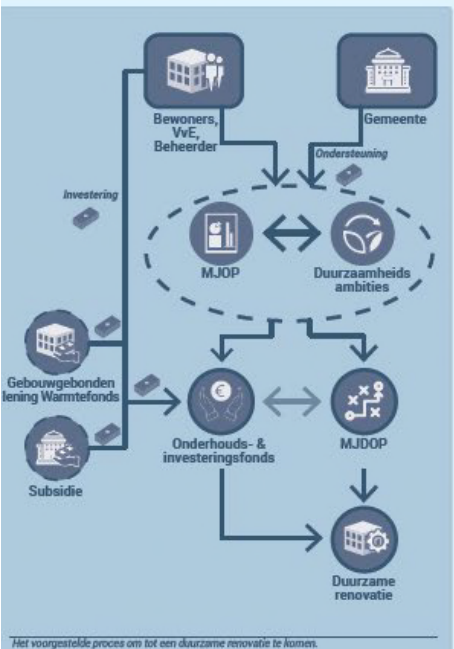 Bewoners,
VvE,
Beheerder
Gemeente
Ondersteuning
Investering
MJOP
Duurzaamheids
ambities
Gebouwgebonden
lening Warmtefonds
Onderhouds- &
investeringsfonds
MJDOP
Subsidie
Duurzame
renovatie
Het voorgestelde proces om tot een duurzame renovatie te komen.